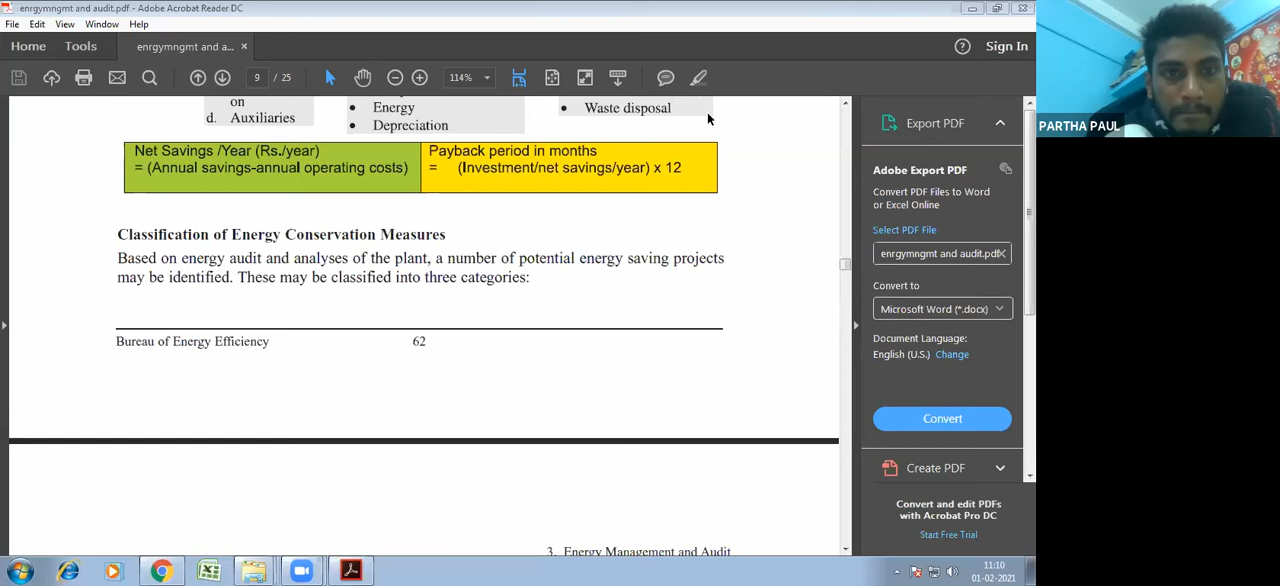 enrgymngmt and audit.pdf - Adobe Acrobat Reader DC
File Edit View Window Help
Home Tools enrgymngmt and a... × Sign In
9 / 25 114%
PARTHA PAUL
on
d. Auxiliaries
• Energy
• Depreciation
• Waste disposal
Net Savings /Year (Rs./year)
= (Annual savings-annual operating costs)
Payback period in months
= (Investment/net savings/year) x 12
Classification of Energy Conservation Measures
Based on energy audit and analyses of the plant, a number of potential energy saving projects
may be identified. These may be classified into three categories:
Bureau of Energy Efficiency 62
3. Energy Management and Audit
Export PDF
Adobe Export PDF
Convert PDF Files to Word
or Excel Online
Select PDF File
enrgymngmt and audit.pdf
Convert to
Microsoft Word (*.docx)
Document Language:
English (U.S.) Change
Convert
Create PDF
Convert and edit PDFs
with Acrobat Pro DC
Start Free Trial
11:10
01-02-2021